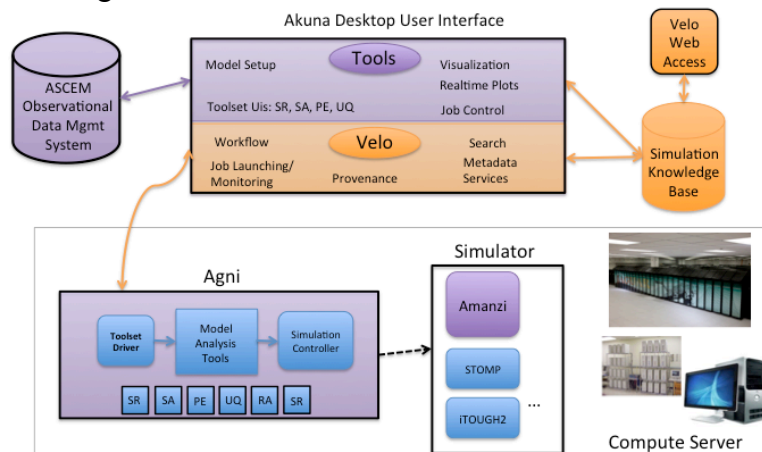 Akuna Desktop User Interface
ASCEM
Observational
Data Mgmt
System
Model Setup
Tools
Visualization
Realtime Plots
Toolset Uis: SR, SA, PE, UQ
Job Control
Velo
Web
Access
Workflow
Velo
Search
Job Launching/
Monitoring
Provenance
Metadata
Services
Simulation
Knowledge
Base
Agni
Toolset
Driver
Model
Analysis
Tools
Simulation
Controller
SR
SA
PE
UQ
RA
SR
Simulator
Amanzi
STOMP
iTOUGH2
...
Compute Server